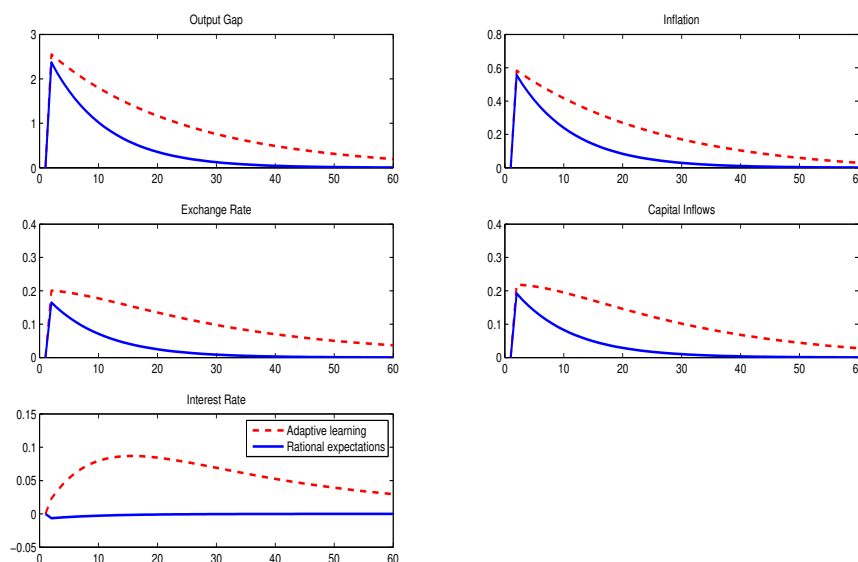 Output Gap
3
2
1
0
0 10 20 30 40 50 60
Inflation
0.8
0.6
0.4
0.2
0
0 10 20 30 40 50 60
Exchange Rate
0.4
0.3
0.2
0.1
0
0 10 20 30 40 50 60
Capital Inflows
0.4
0.3
0.2
0.1
0
0 10 20 30 40 50 60
Interest Rate
0.15
0.1
0.05
0
−0.05
0 10 20 30 40 50 60
Adaptive learning
Rational expectations